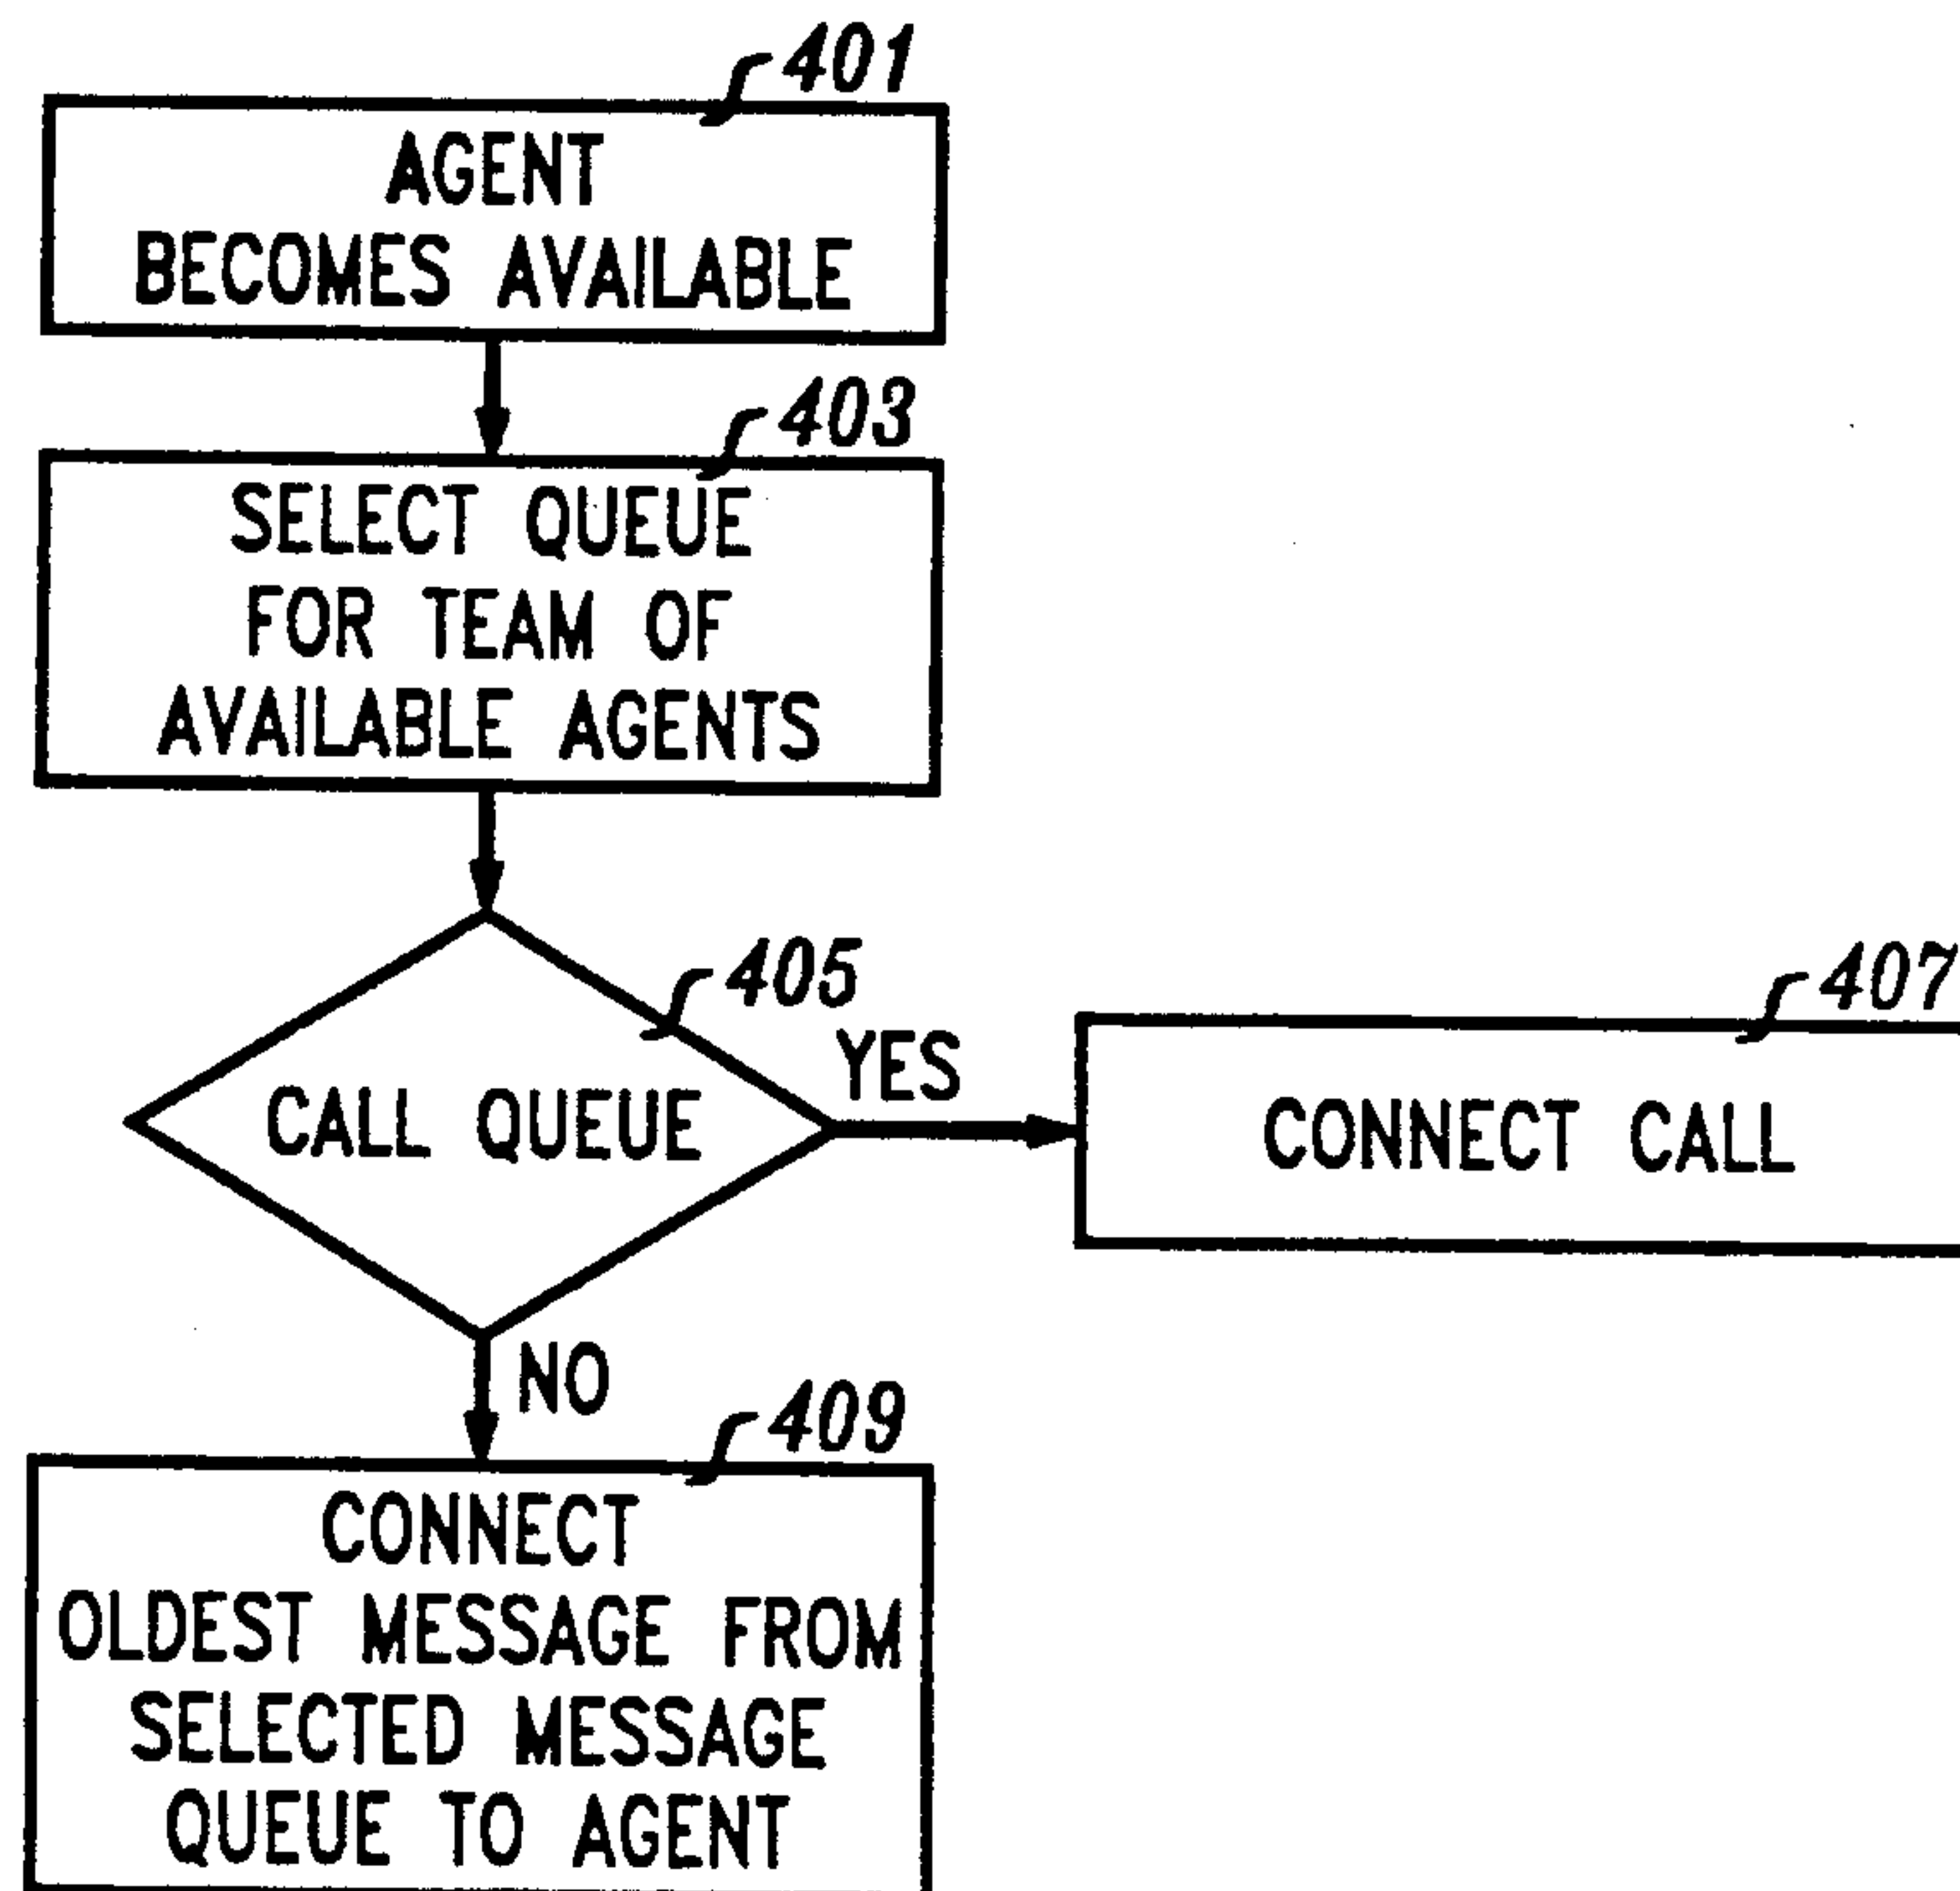 401
AGENT
BECOMES AVAILABLE
403
SELECT QUEUE
FOR TEAM OF
AVAILABLE AGENTS
405
CALL QUEUE
YES
407
CONNECT CALL
NO
409
CONNECT
OLDEST MESSAGE FROM
SELECTED MESSAGE
QUEUE TO AGENT